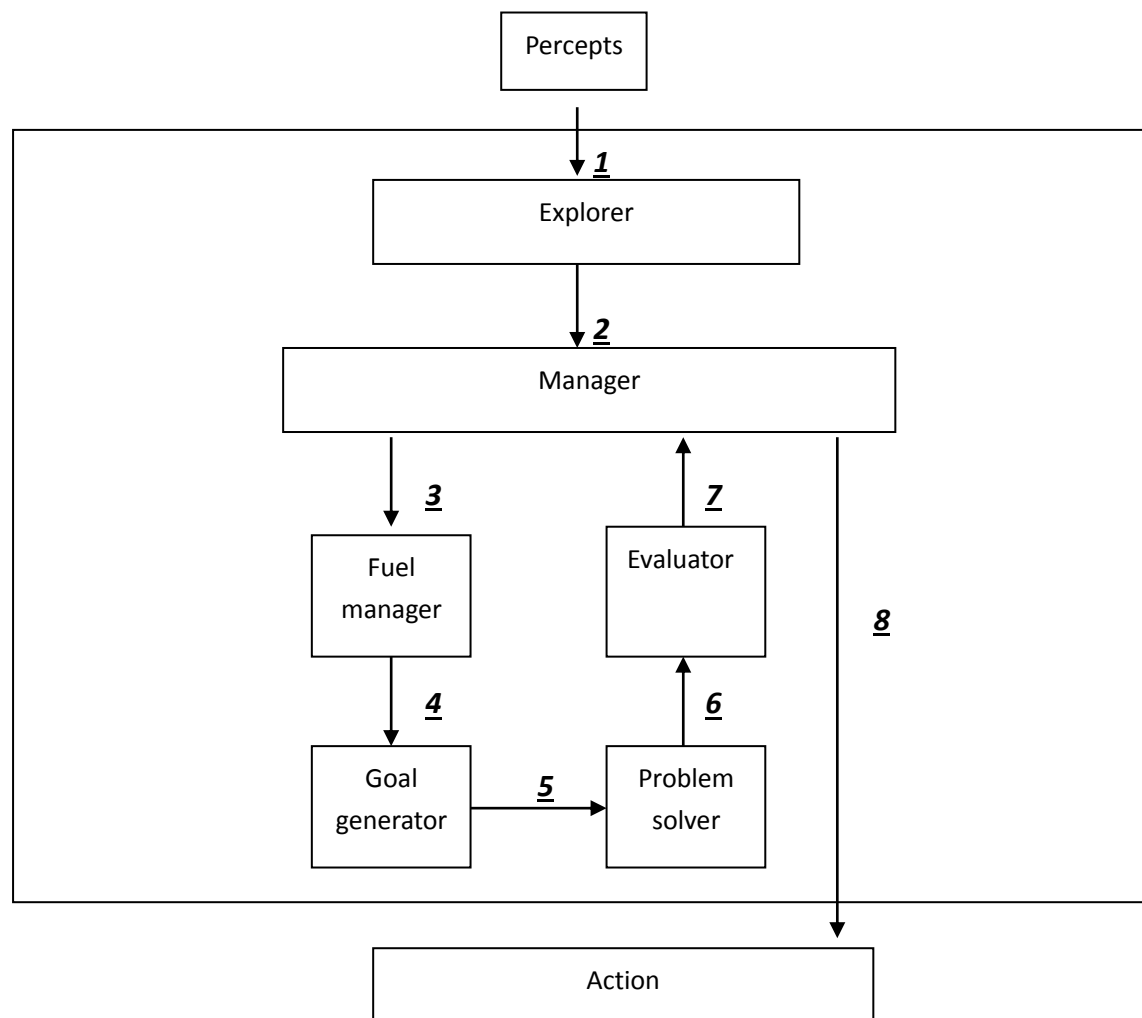 Percepts
1
Explorer
2
Manager
3
7
Fuel
manager
Evaluator
8
4
6
Goal
generator
5
Problem
solver
Action